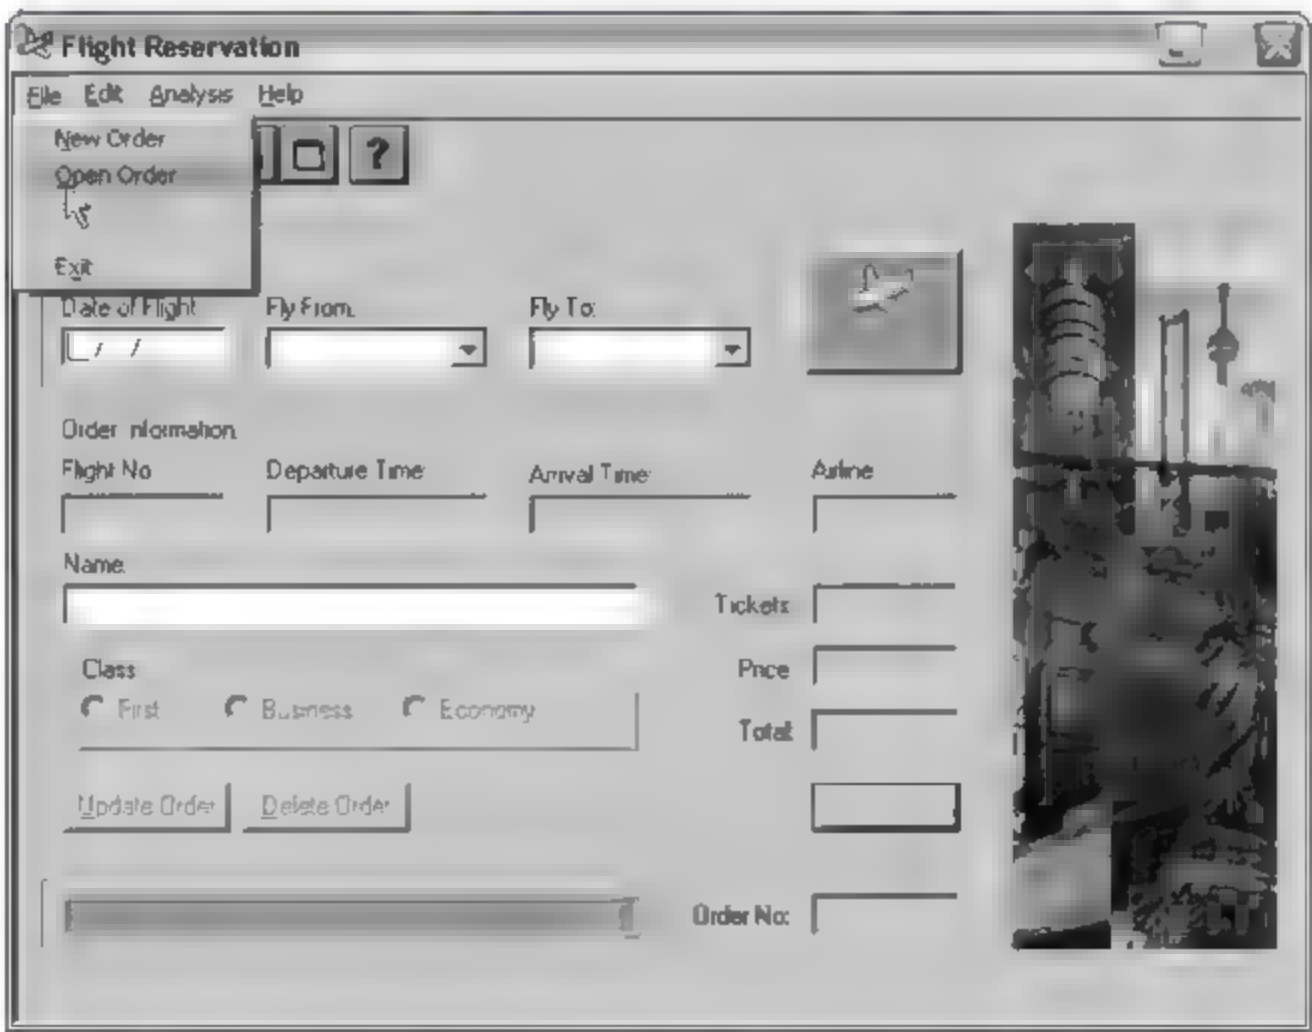 Flight Reservation
File Edit Analysis Help
New Order
Open Order
?
Exit
Date of Flight Fly From: Fly To:
_/ /
Order Information:
Flight No Departure Time: Arrival Time: Airline
Name:
Tickets:
Class
Price
First Business Economy
Total:
Update Order Delete Order
Order No: